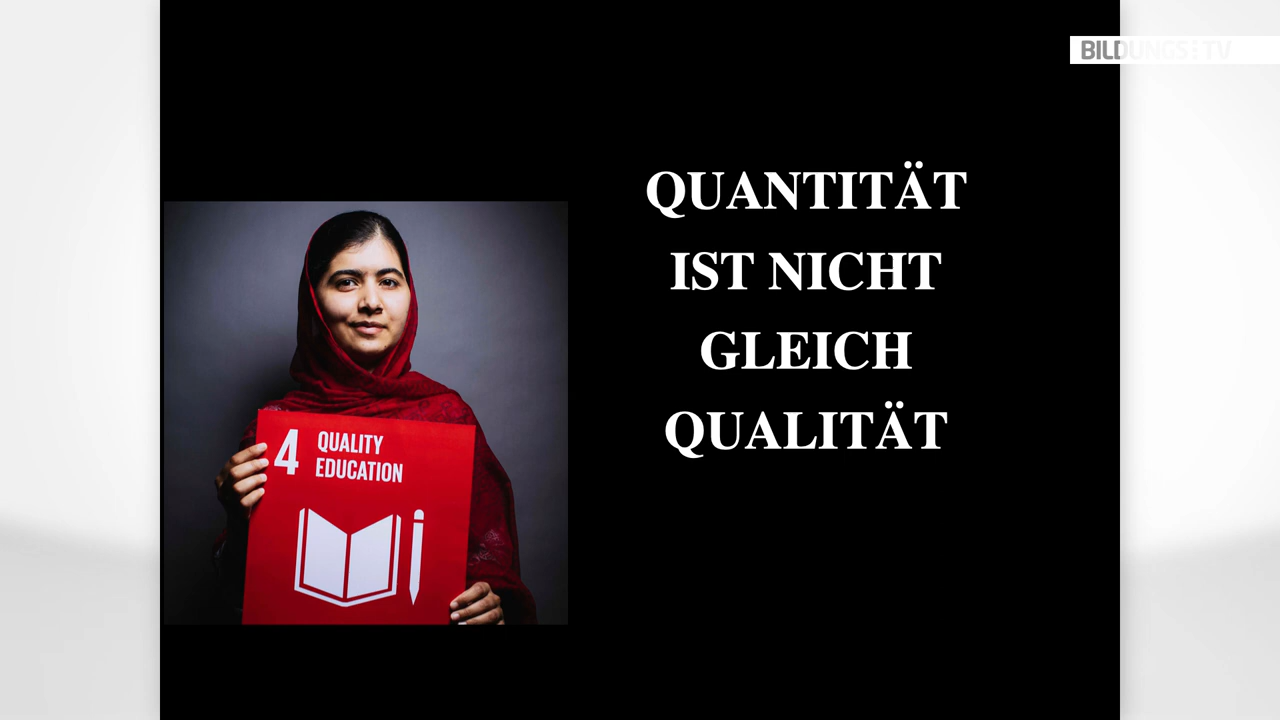 BILDUNGS:TV
QUANTITÄT
IST NICHT
GLEICH
QUALITÄT
4 QUALITY
EDUCATION